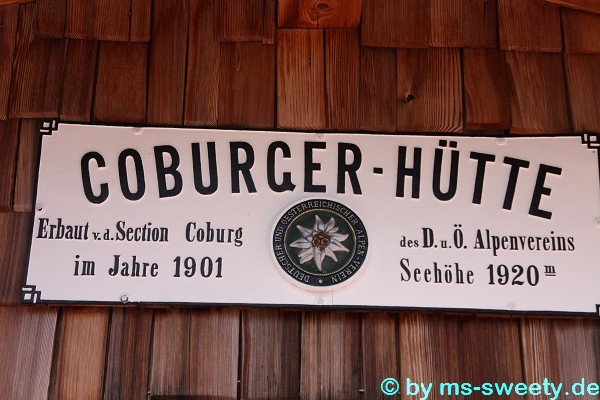 COBURGER-HÜTTE
Erbaut v.d. Section Coburg
im Jahre 1901
DEUTSCHER UND OESTERREICHISCHER ALPEN-VEREIN
des D. u. Ö. Alpenvereins
Seehöhe 1920 m
© by ms-sweety.de